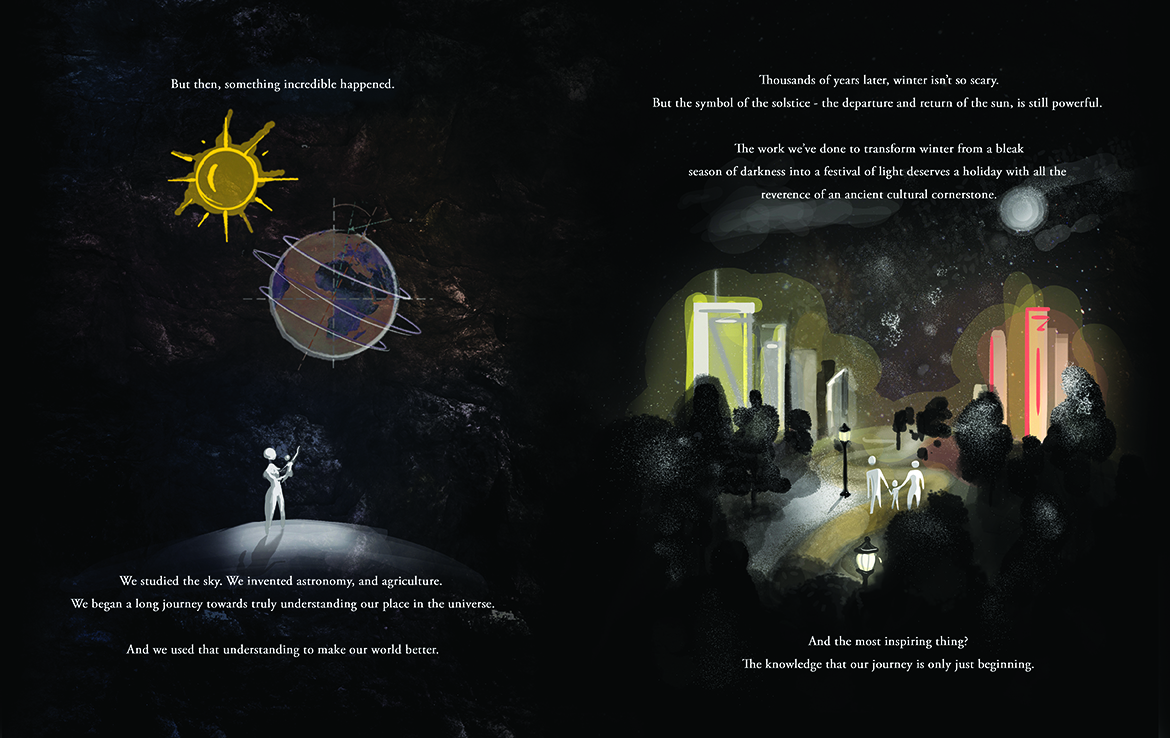 But then, something incredible happened.
We studied the sky. We invented astronomy, and agriculture.
We began a long journey towards truly understanding our place in the universe.
And we used that understanding to make our world better.
Thousands of years later, winter isn’t so scary.
But the symbol of the solstice - the departure and return of the sun, is still powerful.
The work we’ve done to transform winter from a bleak
season of darkness into a festival of light deserves a holiday with all the
reverence of an ancient cultural cornerstone.
And the most inspiring thing?
The knowledge that our journey is only just beginning.